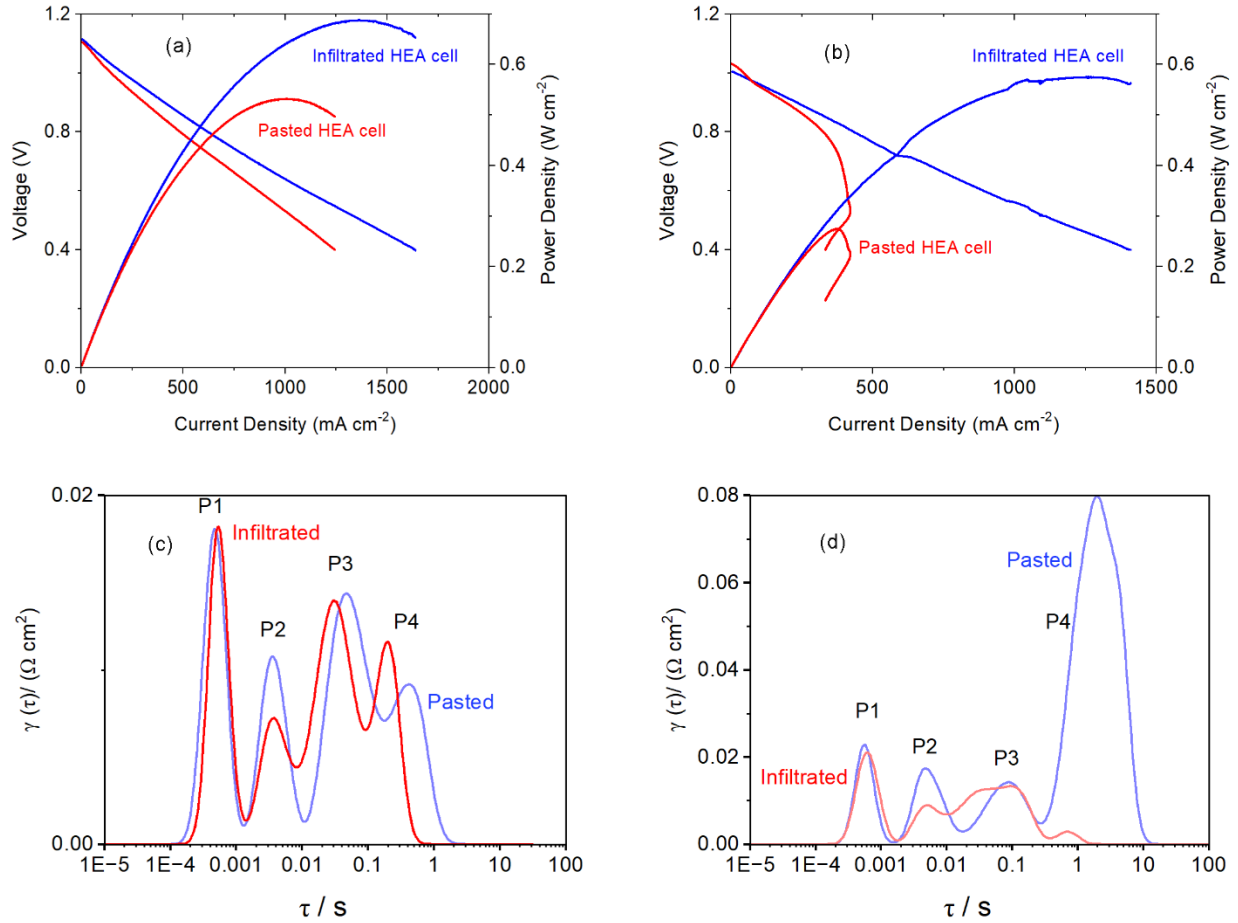 (a)
Infiltrated HEA cell
Pasted HEA cell
Voltage (V)
Power Density (W cm-2)
1.2
0.8
0.4
0.0
0.6
0.4
0.2
0.0
0 500 1000 1500 2000
Current Density (mA cm-2)
(b)
Infiltrated HEA cell
Pasted HEA cell
Voltage (V)
Power Density (W cm-2)
1.2
0.8
0.4
0.0
0.6
0.4
0.2
0.0
0 500 1000 1500
Current Density (mA cm-2)
(c)
P1
Infiltrated
P2
P3
P4
Pasted
γ (τ)/ (Ω cm2)
0.02
0.00
1E−5 1E−4 0.001 0.01 0.1 1 10 100
τ / s
(d)
Pasted
P4
P1
P2
P3
Infiltrated
γ (τ)/ (Ω cm2)
0.08
0.06
0.04
0.02
0.00
1E−5 1E−4 0.001 0.01 0.1 1 10 100
τ / s